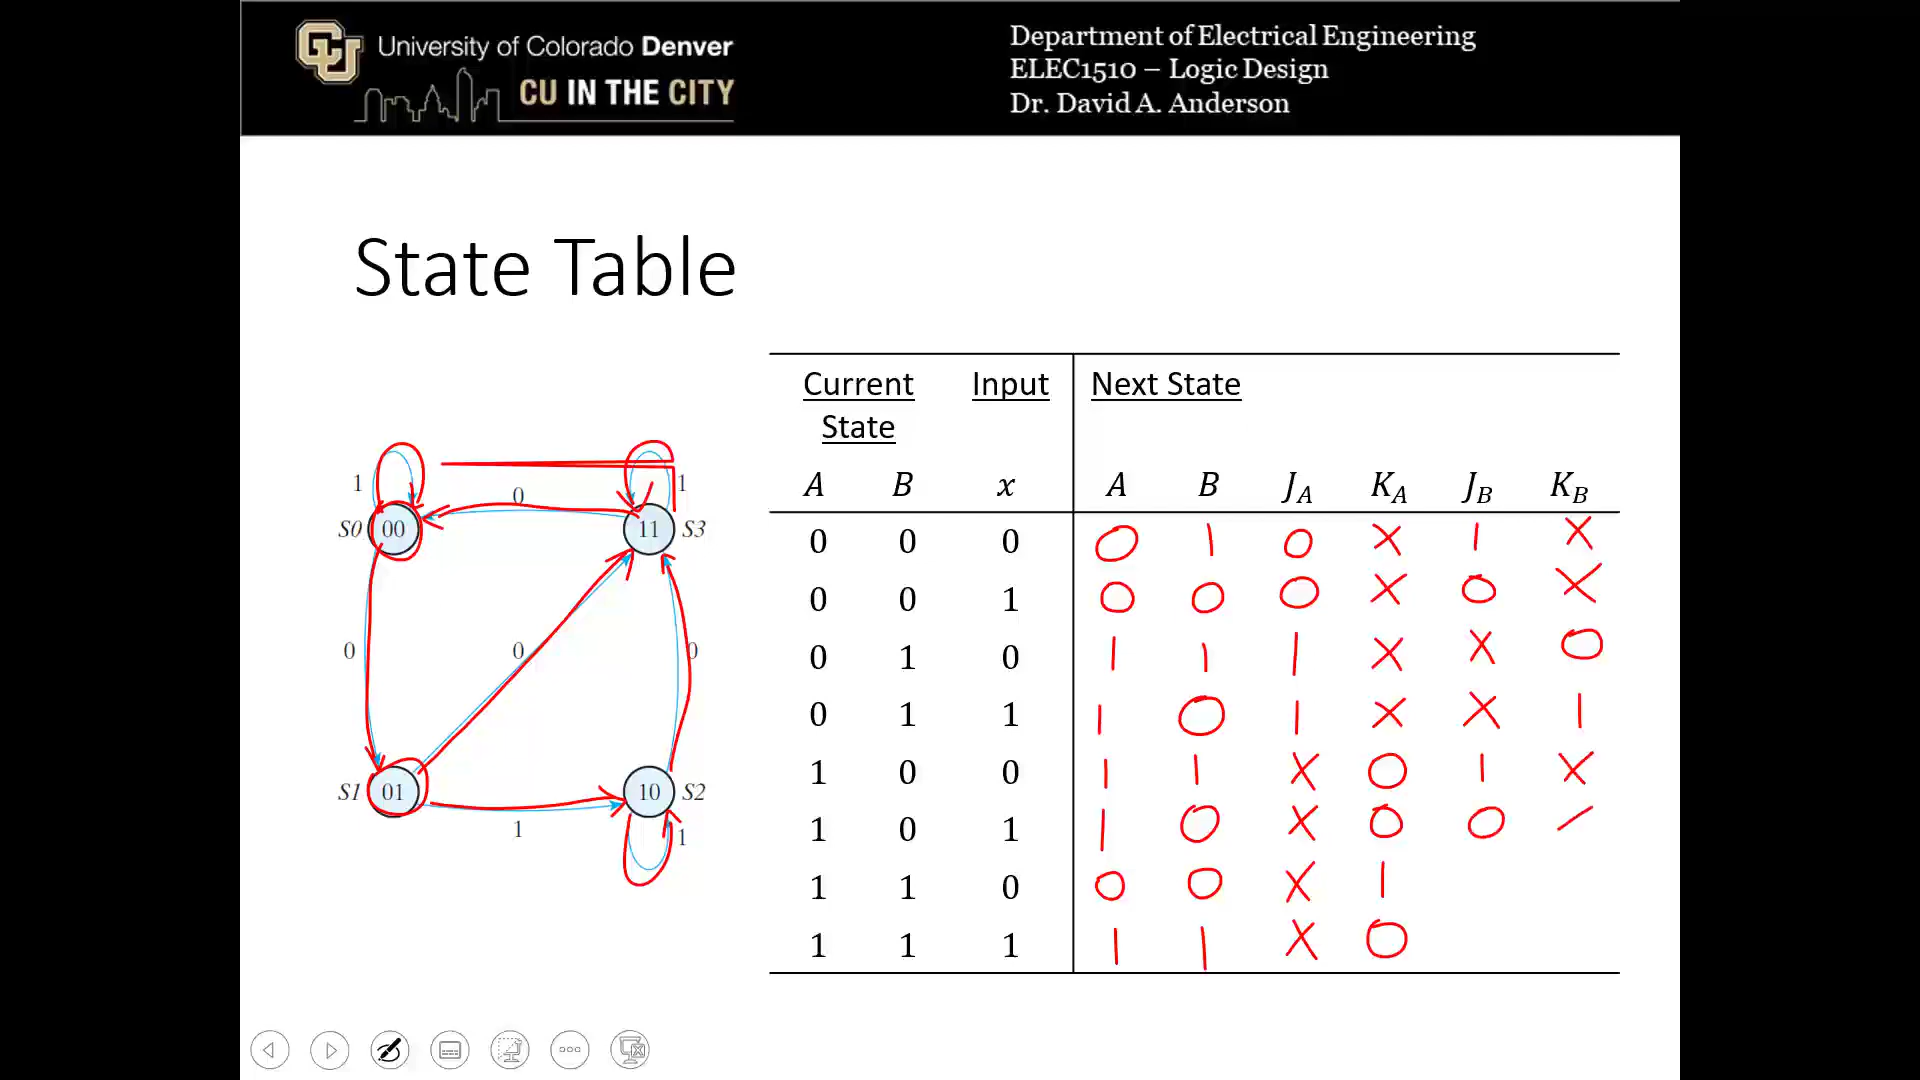 University of Colorado Denver
CU IN THE CITY
Department of Electrical Engineering
ELEC1510 – Logic Design
Dr. David A. Anderson
State Table
1
0
1
S0 00
11 S3
0
0
0
S1 01
10 S2
1
1
Current State Input Next State
A B x A B J_A K_A J_B K_B
0 0 0 0 1 0 X 1 X
0 0 1 0 0 0 X 0 X
0 1 0 1 1 1 X X 0
0 1 1 1 0 1 X X 1
1 0 0 1 1 X 0 1 X
1 0 1 1 0 X 0 0
1 1 0 0 0 X 1
1 1 1 1 1 X 0